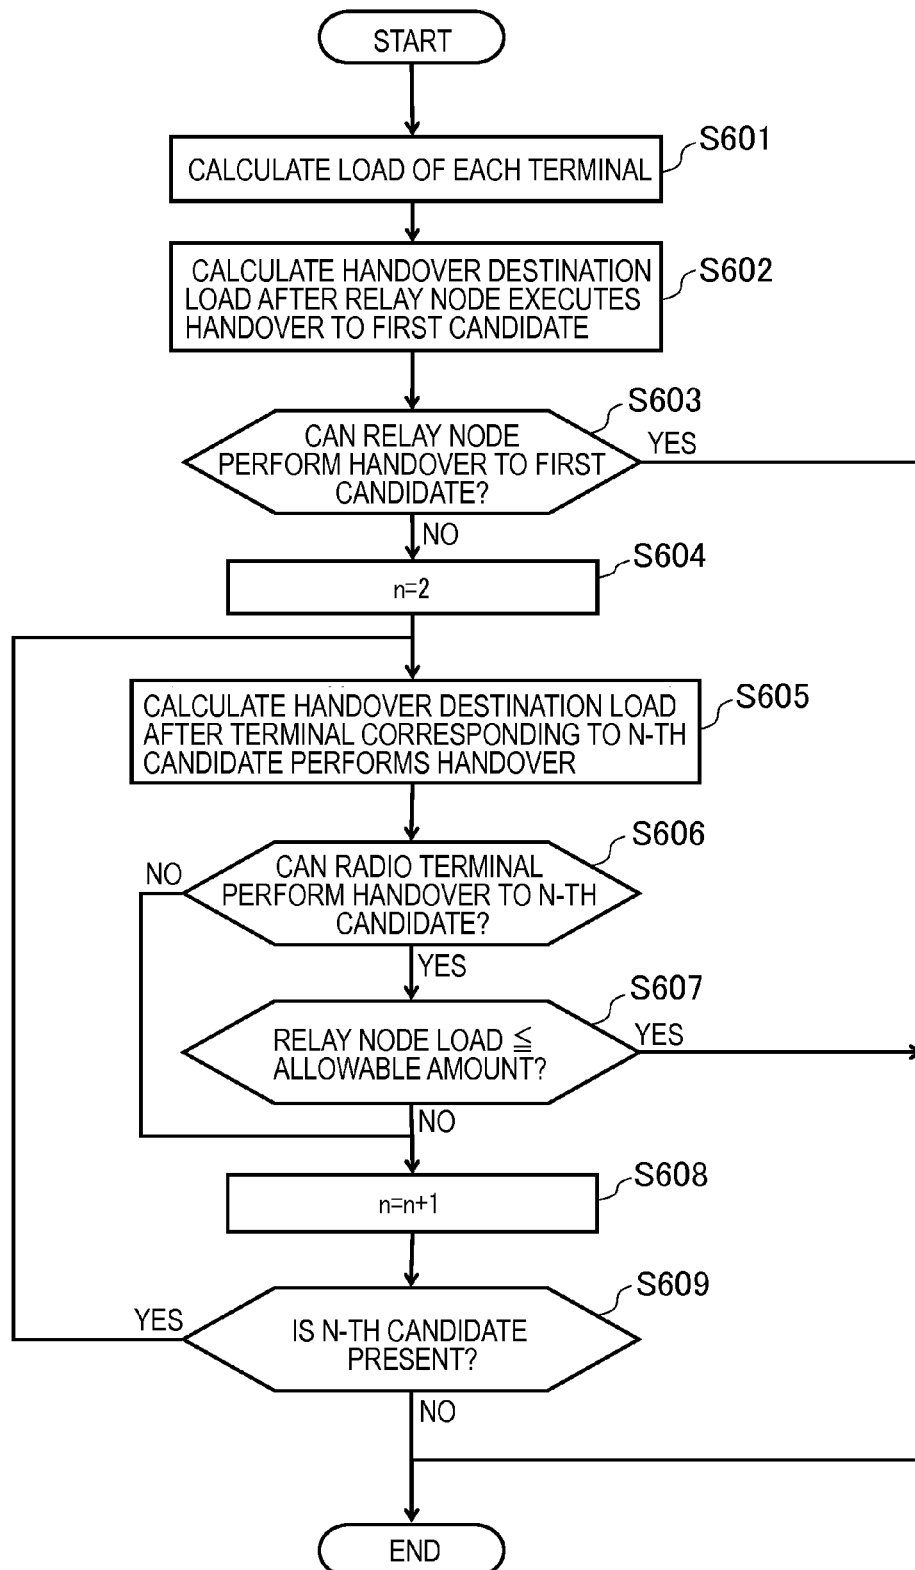 START
S601
CALCULATE LOAD OF EACH TERMINAL
S602
CALCULATE HANDOVER DESTINATION
LOAD AFTER RELAY NODE EXECUTES
HANDOVER TO FIRST CANDIDATE
S603
CAN RELAY NODE
PERFORM HANDOVER TO FIRST
CANDIDATE?
YES
NO
S604
n=2
S605
CALCULATE HANDOVER DESTINATION LOAD
AFTER TERMINAL CORRESPONDING TO N-TH
CANDIDATE PERFORMS HANDOVER
S606
CAN RADIO TERMINAL
PERFORM HANDOVER TO N-TH
CANDIDATE?
NO
YES
S607
RELAY NODE LOAD ≦
ALLOWABLE AMOUNT?
YES
NO
S608
n=n+1
S609
IS N-TH CANDIDATE
PRESENT?
YES
NO
END